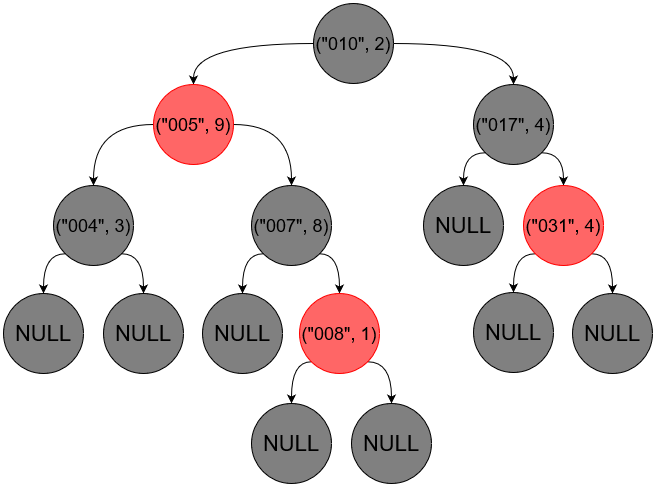 ("010", 2)
("005", 9)
("017", 4)
("004", 3)
("007", 8)
NULL
("031", 4)
NULL
NULL
NULL
("008", 1)
NULL
NULL
NULL
NULL